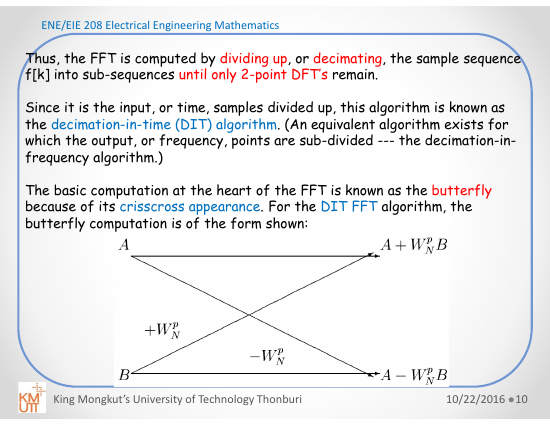 ENE/EIE 208 Electrical Engineering Mathematics
Thus, the FFT is computed by dividing up, or decimating, the sample sequence
f[k] into sub-sequences until only 2-point DFT's remain.
Since it is the input, or time, samples divided up, this algorithm is known as
the decimation-in-time (DIT) algorithm. (An equivalent algorithm exists for
which the output, or frequency, points are sub-divided --- the decimation-in-
frequency algorithm.)
The basic computation at the heart of the FFT is known as the butterfly
because of its crisscross appearance. For the DIT FFT algorithm, the
butterfly computation is of the form shown:
A
A + W_N^p B
+W_N^p
−W_N^p
B
A − W_N^p B
KM
UTT
King Mongkut's University of Technology Thonburi
10/22/2016 ●10